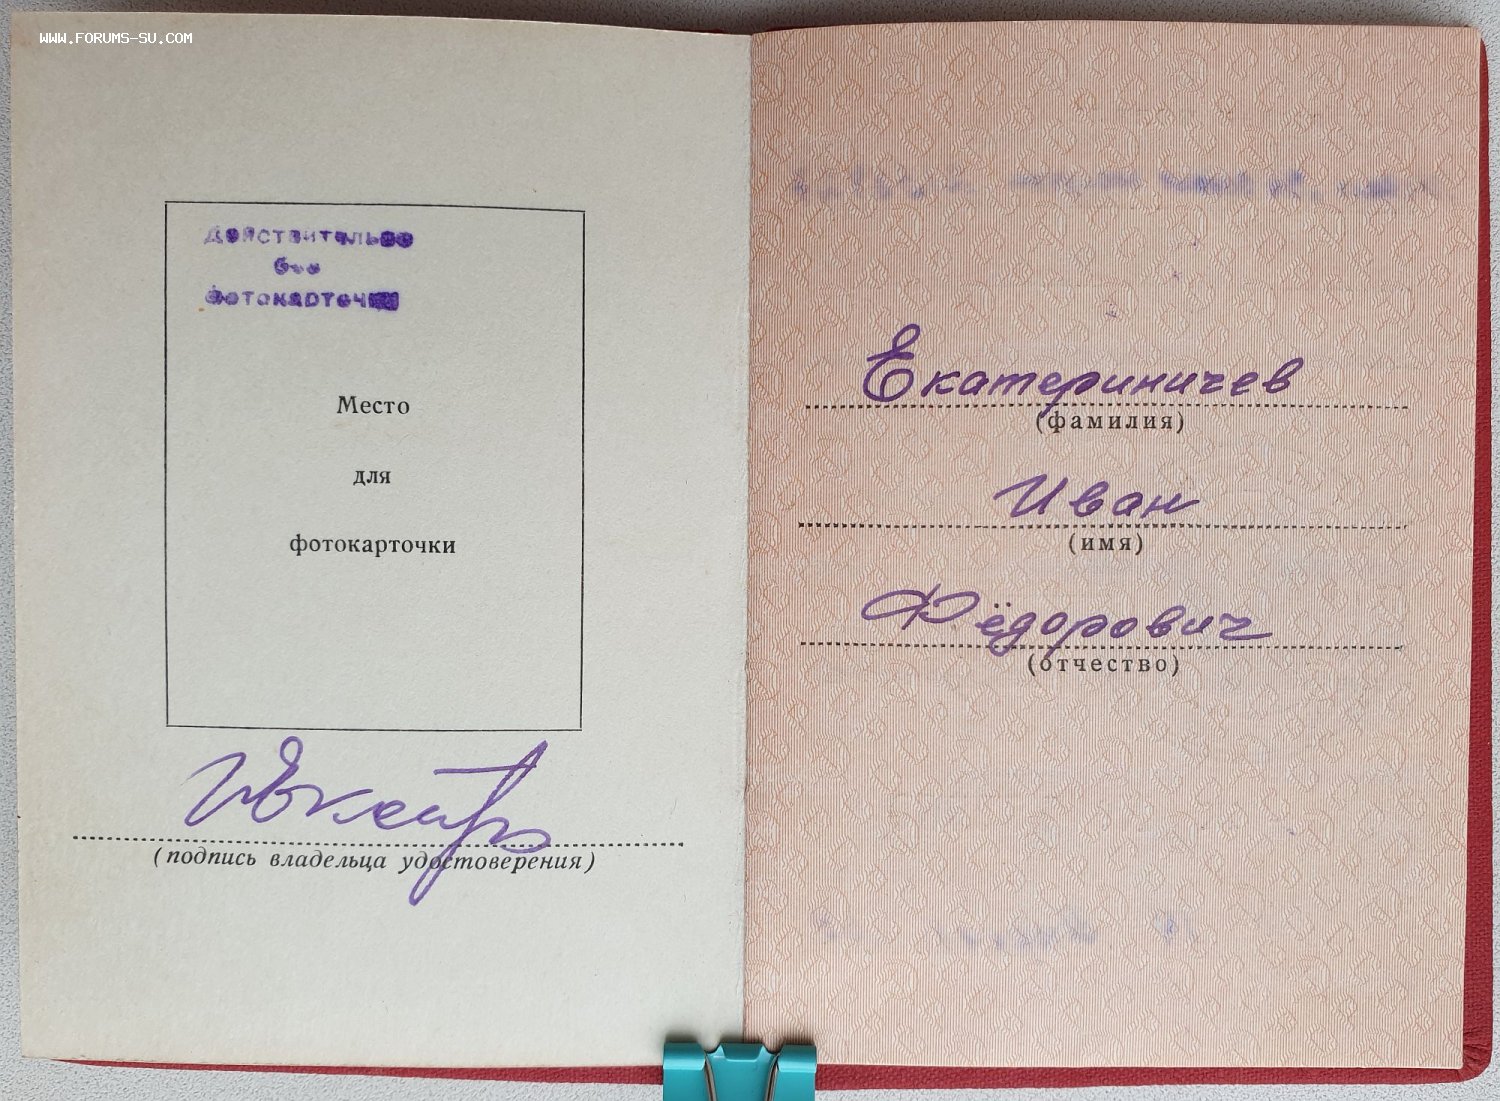 WWW.FORUMS-SU.COM
Действительно
без
фотокарточки
Место
для
фотокарточки
(подпись владельца удостоверения)
Екатериничев
(фамилия)
Иван
(имя)
Фёдорович
(отчество)